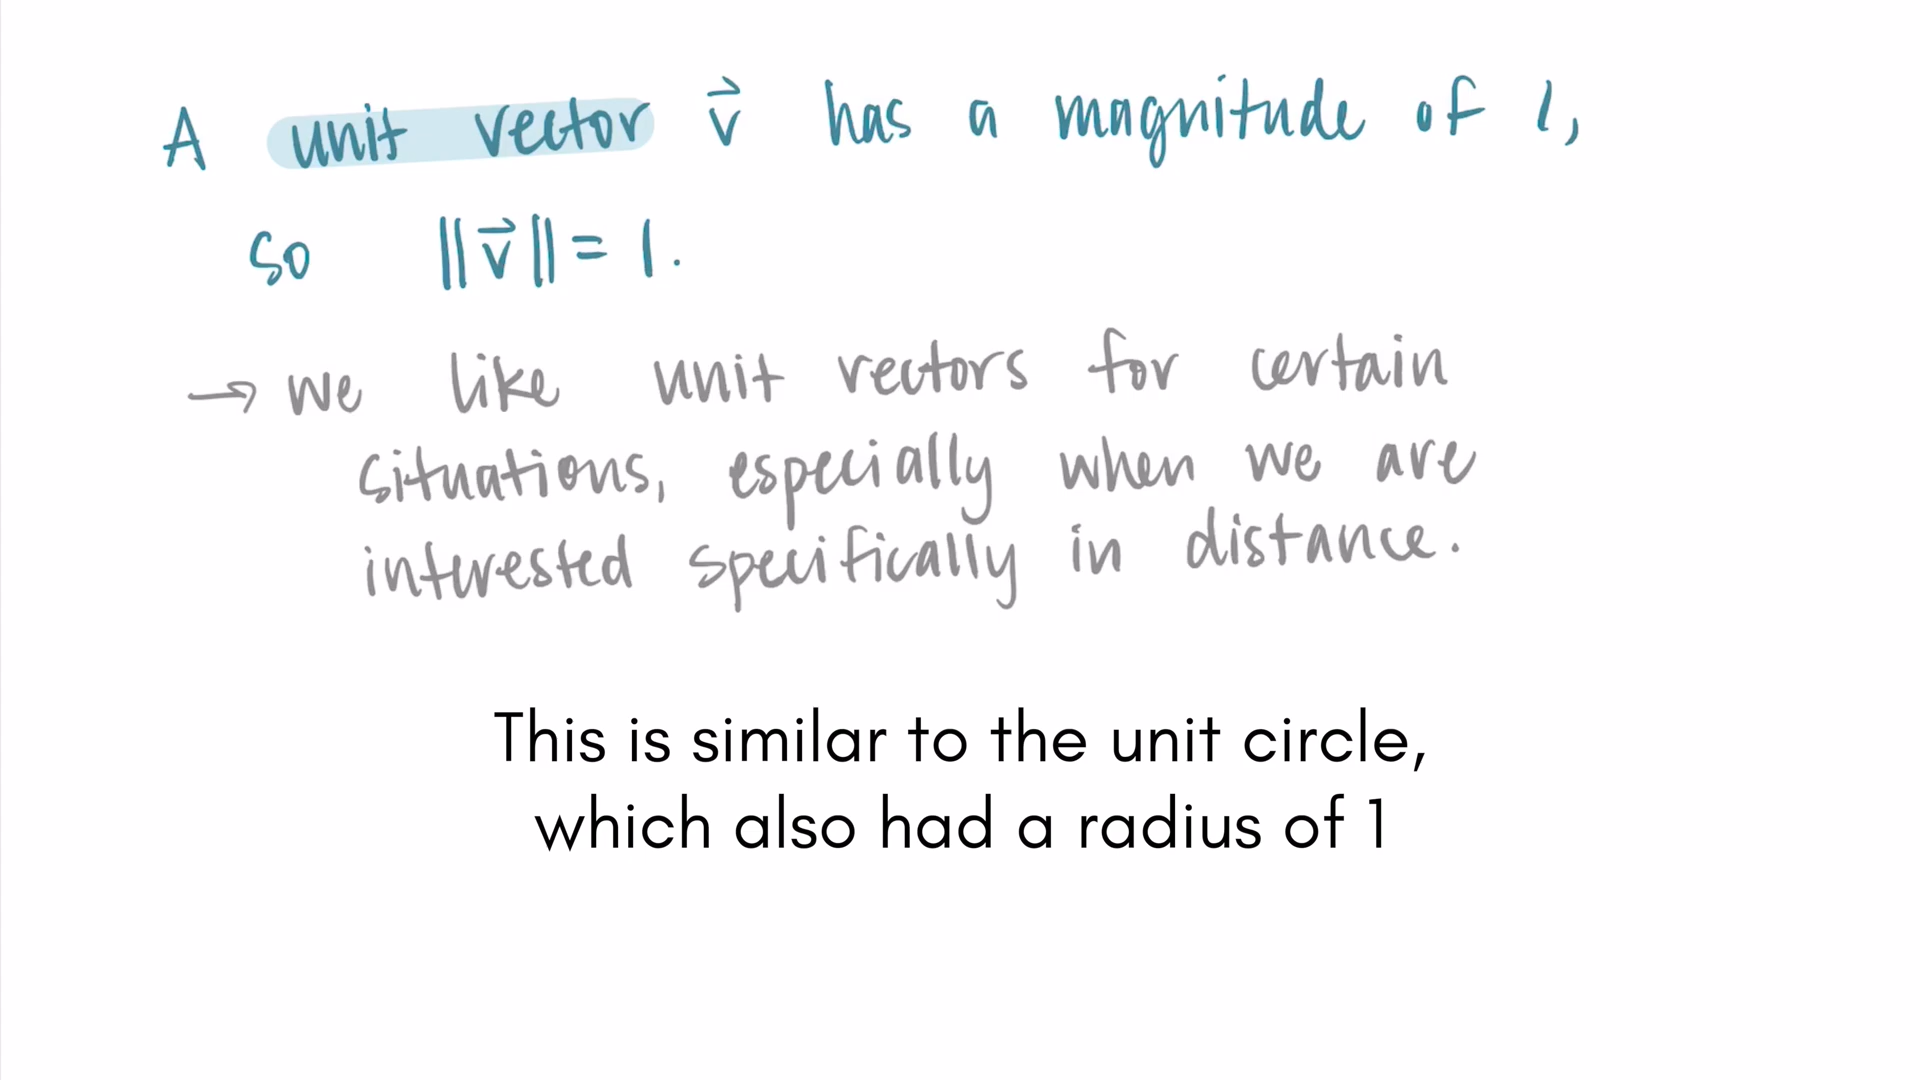 A unit vector v⃗ has a magnitude of 1,
so ||v⃗|| = 1.
→ we like unit vectors for certain
situations, especially when we are
interested specifically in distance.
This is similar to the unit circle,
which also had a radius of 1